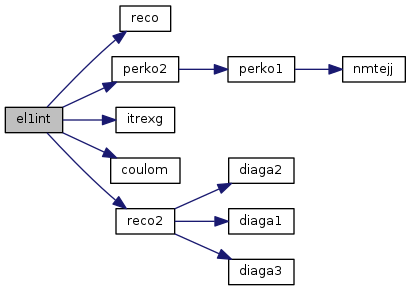 reco
perko2
perko1
nmtejj
el1int
itrexg
coulom
diaga2
reco2
diaga1
diaga3